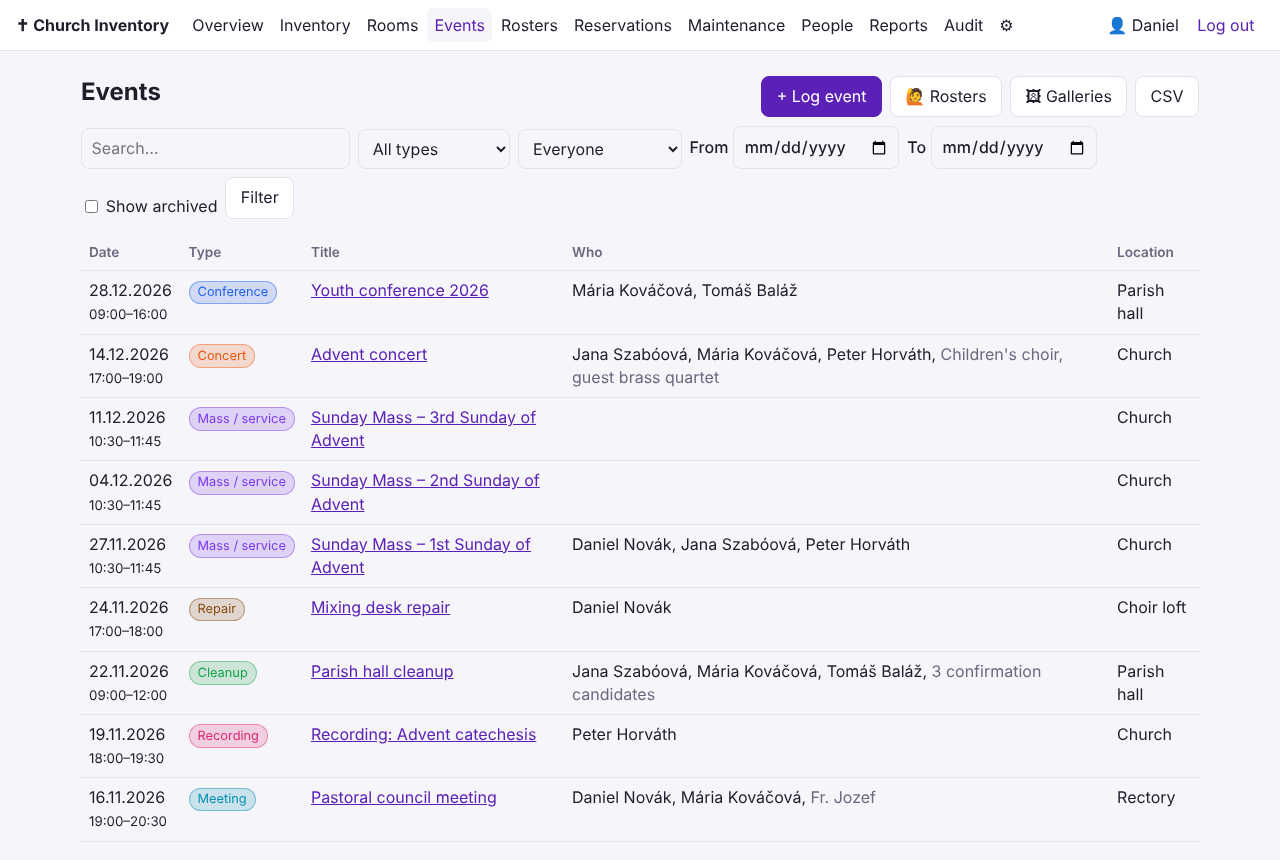 ✝ Church Inventory Overview Inventory Rooms Events Rosters Reservations Maintenance People Reports Audit ⚙ 👤 Daniel Log out
Events
+ Log event 🙋 Rosters 🖼 Galleries CSV
Search... All types Everyone From mm/dd/yyyy To mm/dd/yyyy
Show archived Filter
Date Type Title Who Location
28.12.2026 Conference Youth conference 2026 Mária Kováčová, Tomáš Baláž Parish
09:00–16:00 hall
14.12.2026 Concert Advent concert Jana Szabóová, Mária Kováčová, Peter Horváth, Children's choir, Church
17:00–19:00 guest brass quartet
11.12.2026 Mass / service Sunday Mass – 3rd Sunday of Church
10:30–11:45 Advent
04.12.2026 Mass / service Sunday Mass – 2nd Sunday of Church
10:30–11:45 Advent
27.11.2026 Mass / service Sunday Mass – 1st Sunday of Daniel Novák, Jana Szabóová, Peter Horváth Church
10:30–11:45 Advent
24.11.2026 Repair Mixing desk repair Daniel Novák Choir loft
17:00–18:00
22.11.2026 Cleanup Parish hall cleanup Jana Szabóová, Mária Kováčová, Tomáš Baláž, 3 confirmation Parish
09:00–12:00 candidates hall
19.11.2026 Recording Recording: Advent catechesis Peter Horváth Church
18:00–19:30
16.11.2026 Meeting Pastoral council meeting Daniel Novák, Mária Kováčová, Fr. Jozef Rectory
19:00–20:30